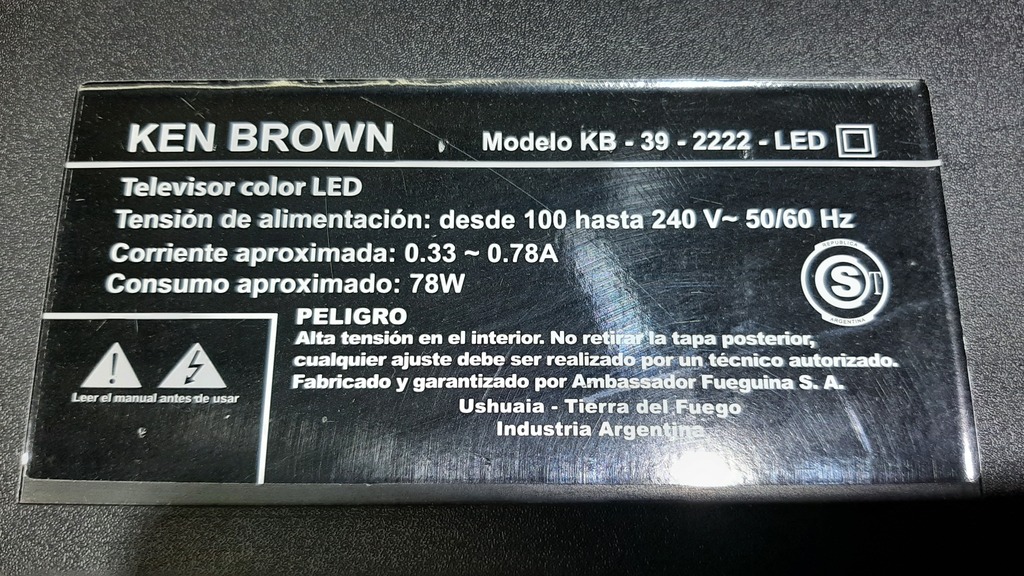 KEN BROWN
Modelo KB - 39 - 2222 - LED
Televisor color LED
Tensión de alimentación: desde 100 hasta 240 V~ 50/60 Hz
Corriente aproximada: 0.33 ~ 0.78A
Consumo aproximado: 78W
REPUBLICA
S T
ARGENTINA
PELIGRO
Alta tensión en el interior. No retirar la tapa posterior,
cualquier ajuste debe ser realizado por un técnico autorizado.
Fabricado y garantizado por Ambassador Fueguina S. A.
Ushuaia - Tierra del Fuego
Industria Argentina
Leer el manual antes de usar